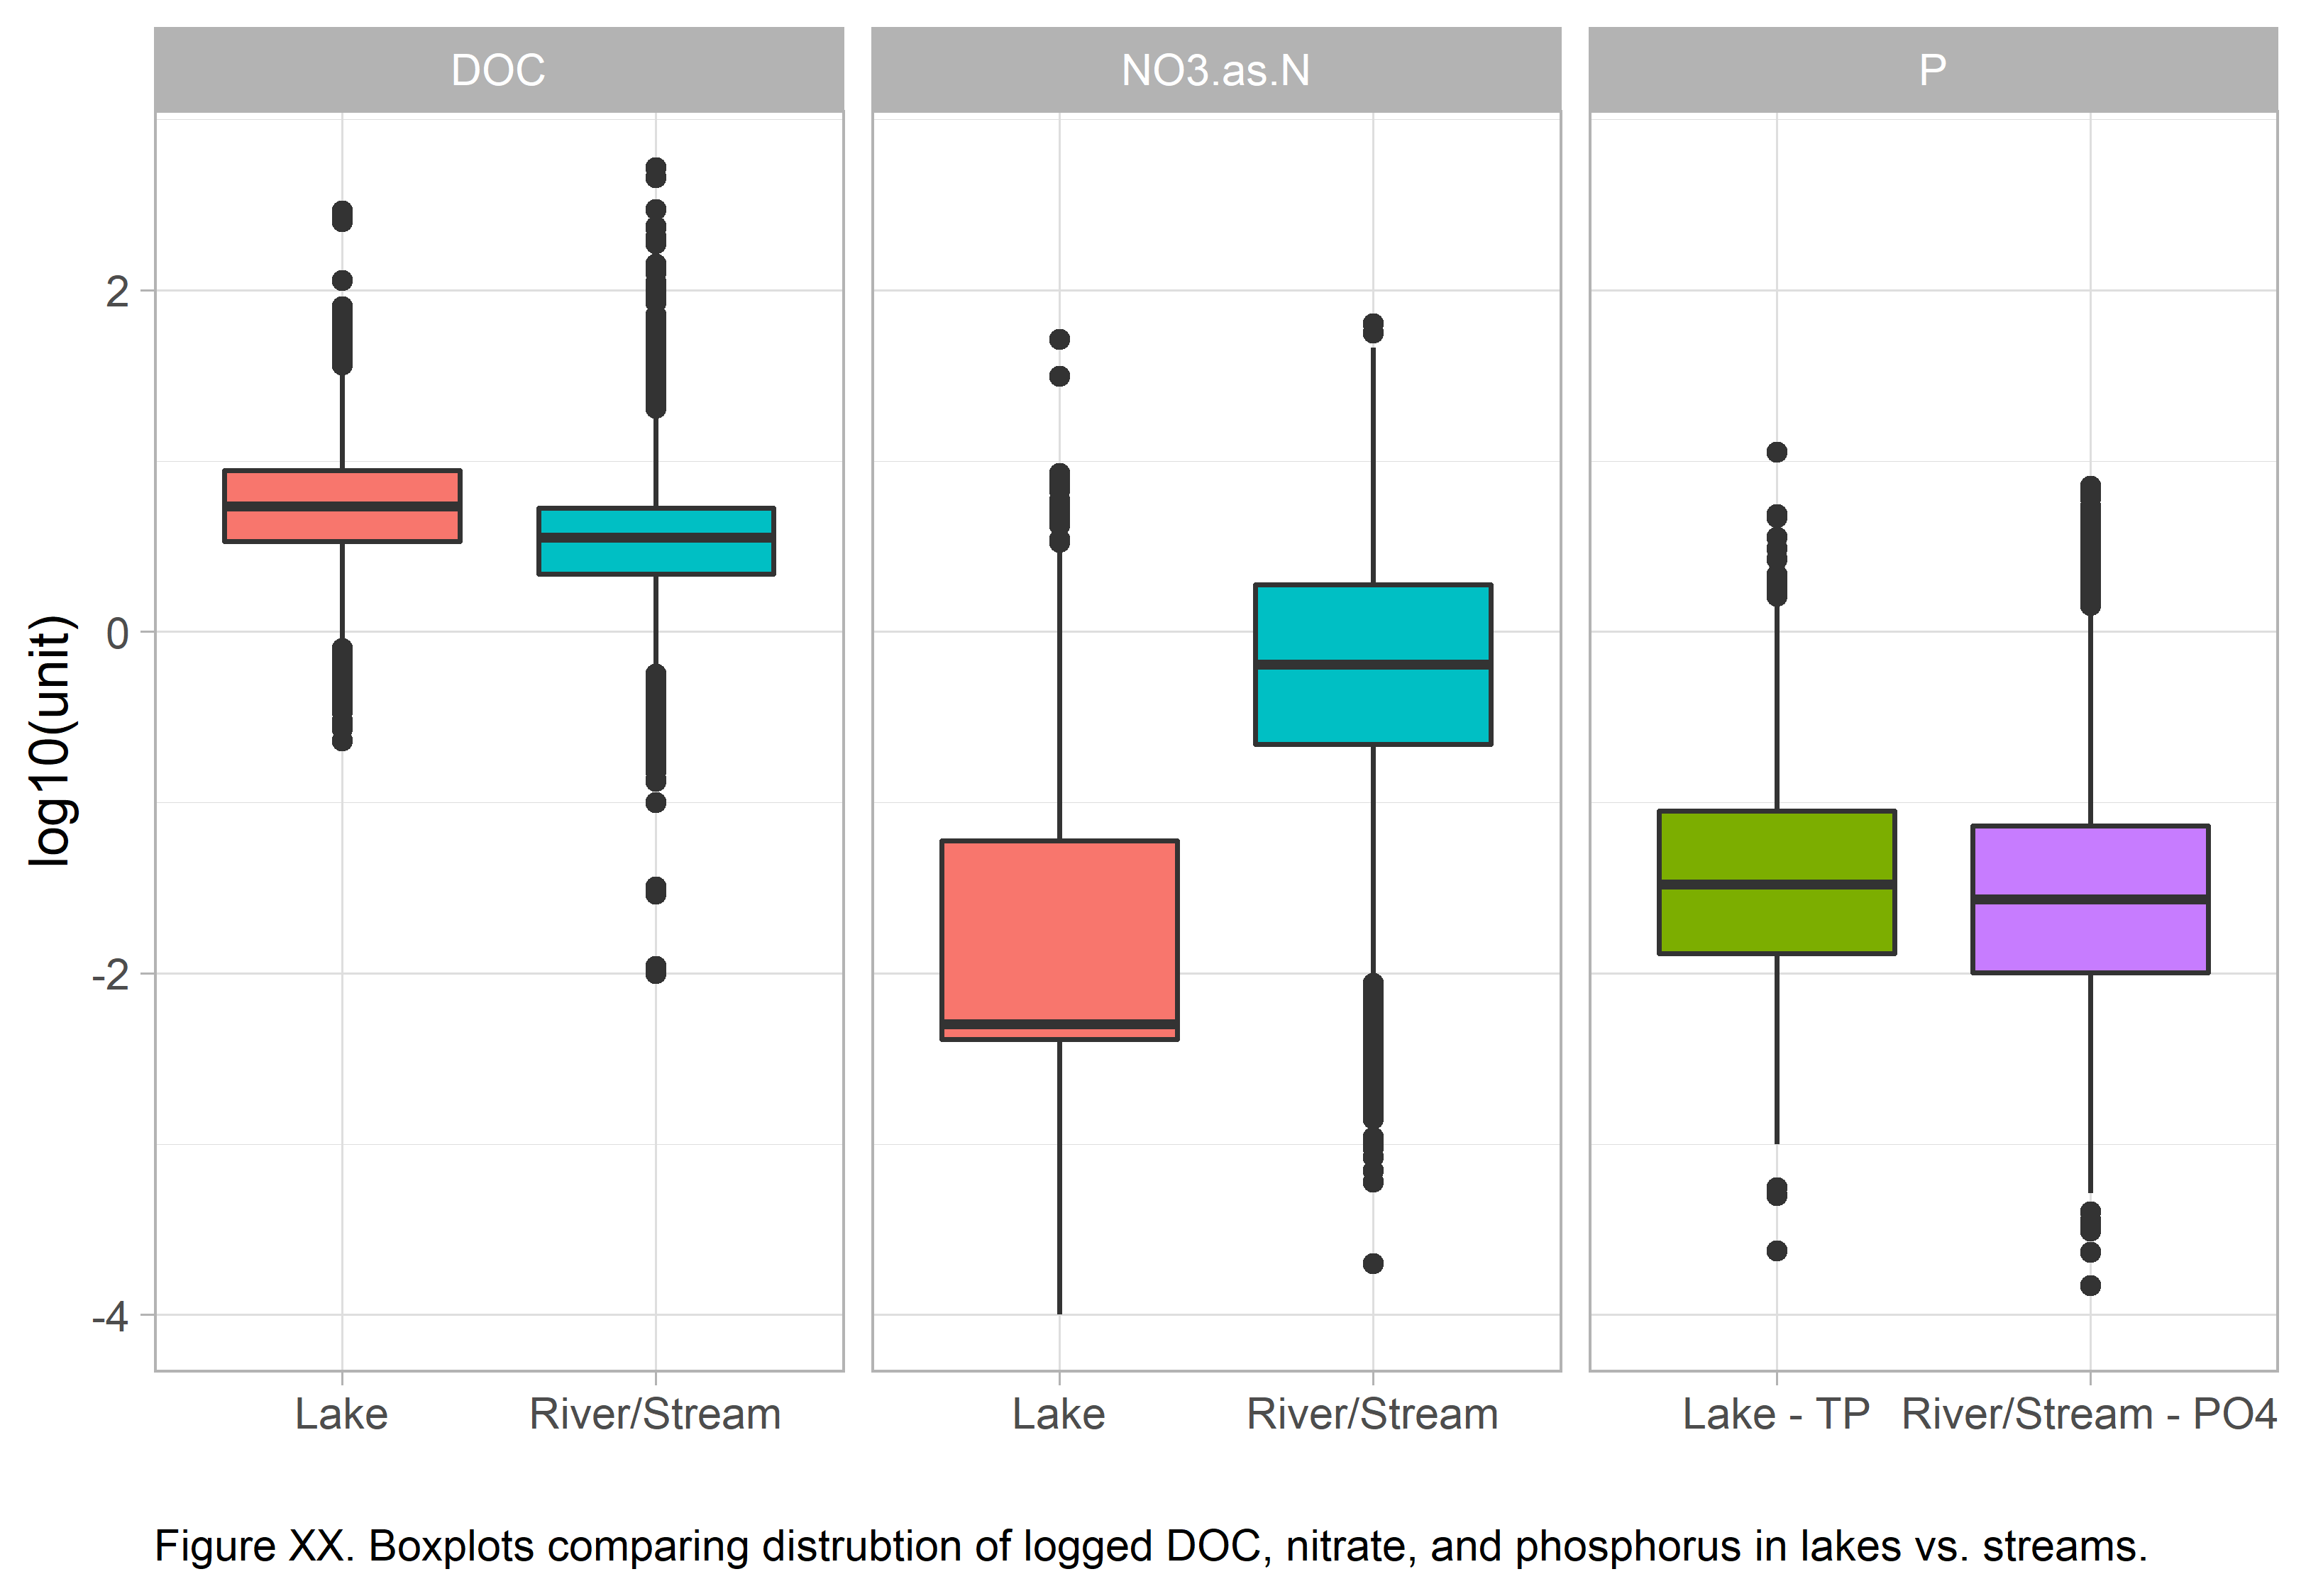 DOC
NO3.as.N
P
log10(unit)
2
0
-2
-4
Lake
River/Stream
Lake
River/Stream
Lake - TP
River/Stream - PO4
Figure XX. Boxplots comparing distrubtion of logged DOC, nitrate, and phosphorus in lakes vs. streams.